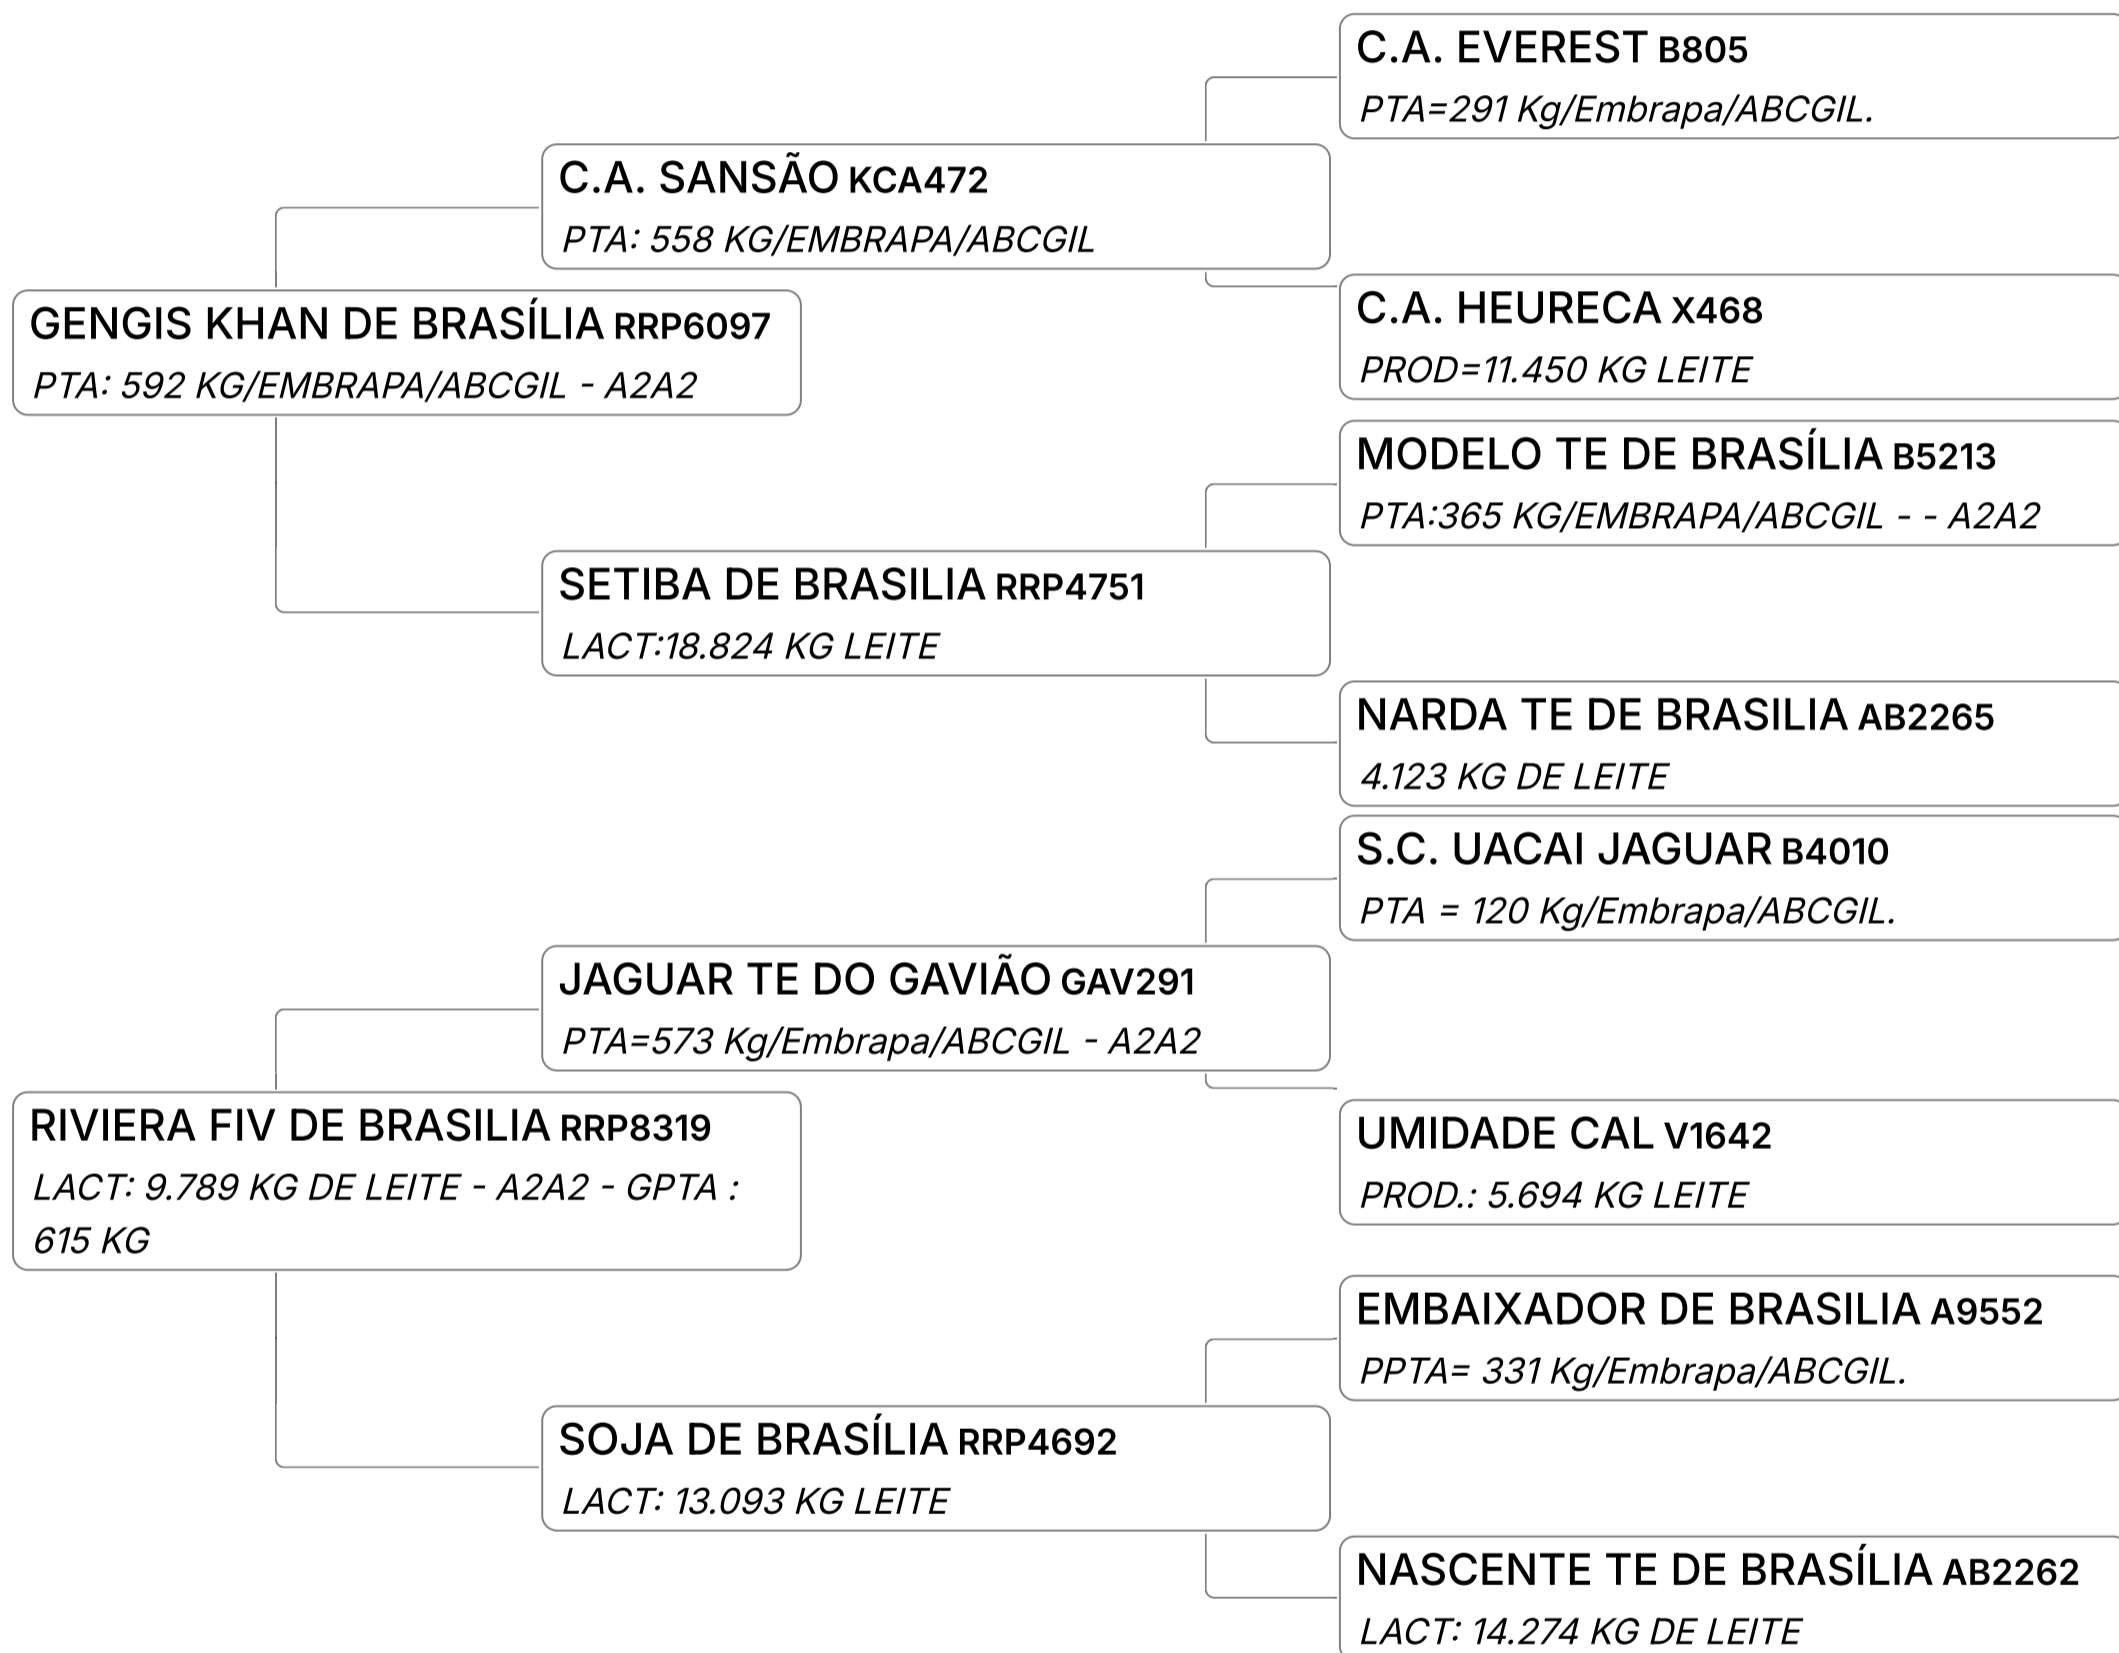 C.A. EVEREST B805
PTA=291 Kg/Embrapa/ABCGIL.
C.A. SANSÃO KCA472
PTA: 558 KG/EMBRAPA/ABCGIL
C.A. HEURECA X468
PROD=11.450 KG LEITE
GENGIS KHAN DE BRASÍLIA RRP6097
PTA: 592 KG/EMBRAPA/ABCGIL - A2A2
MODELO TE DE BRASÍLIA B5213
PTA:365 KG/EMBRAPA/ABCGIL - - A2A2
SETIBA DE BRASILIA RRP4751
LACT:18.824 KG LEITE
NARDA TE DE BRASILIA AB2265
4.123 KG DE LEITE
S.C. UACAI JAGUAR B4010
PTA = 120 Kg/Embrapa/ABCGIL.
JAGUAR TE DO GAVIÃO GAV291
PTA=573 Kg/Embrapa/ABCGIL - A2A2
UMIDADE CAL V1642
PROD.: 5.694 KG LEITE
RIVIERA FIV DE BRASILIA RRP8319
LACT: 9.789 KG DE LEITE - A2A2 - GPTA :
615 KG
EMBAIXADOR DE BRASILIA A9552
PPTA= 331 Kg/Embrapa/ABCGIL.
SOJA DE BRASÍLIA RRP4692
LACT: 13.093 KG LEITE
NASCENTE TE DE BRASÍLIA AB2262
LACT: 14.274 KG DE LEITE